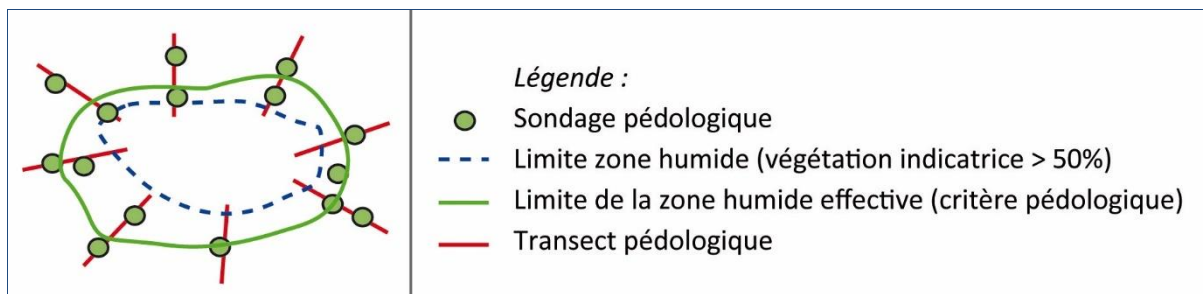 Légende :
Sondage pédologique
Limite zone humide (végétation indicatrice > 50%)
Limite de la zone humide effective (critère pédologique)
Transect pédologique